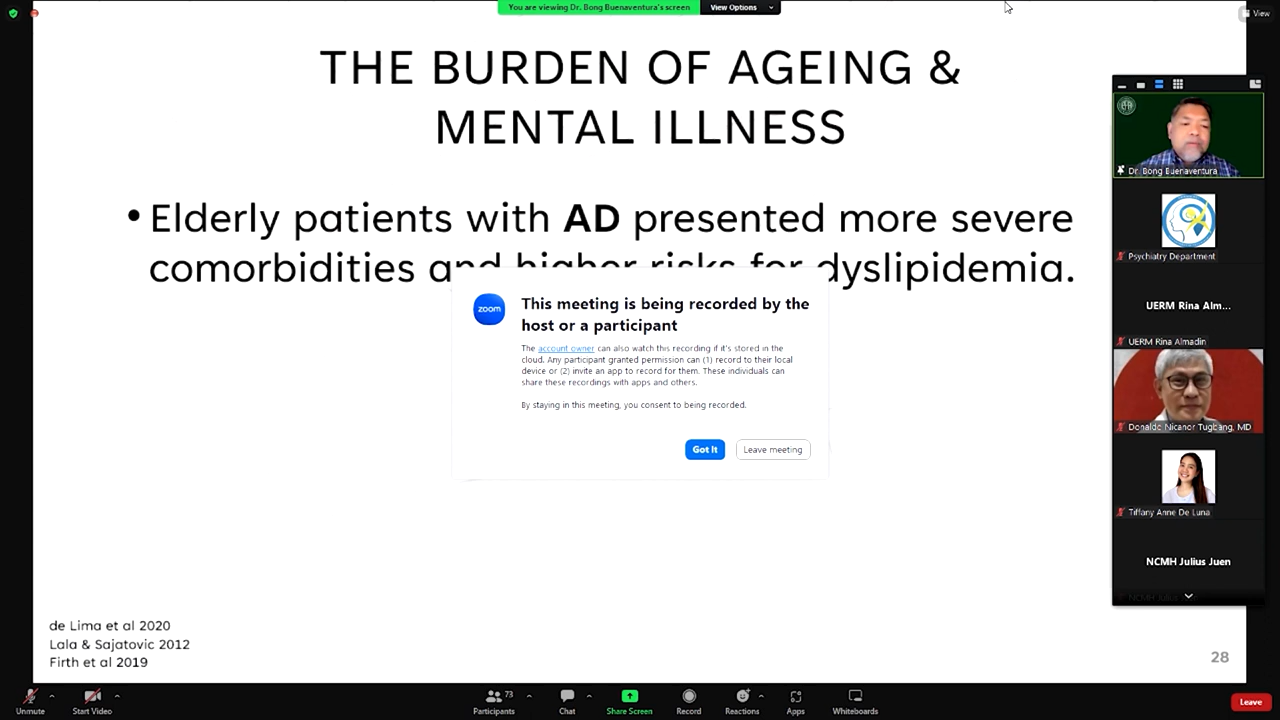 You are viewing Dr. Bong Buenaventura's screen
View Options
View
THE BURDEN OF AGEING &
MENTAL ILLNESS
• Elderly patients with AD presented more severe
comorbidities and higher risks for dyslipidemia.
zoom
This meeting is being recorded by the
host or a participant
The account owner can also watch this recording if it's stored in the
cloud. Any participant granted permission can (1) record to their local
device or (2) invite an app to record for them. These individuals can
share these recordings with apps and others.
By staying in this meeting, you consent to being recorded.
Got It
Leave meeting
de Lima et al 2020
Lala & Sajatovic 2012
Firth et al 2019
28
Dr. Bong Buenaventura
Psychiatry Department
UERM Rina Alm...
UERM Rina Almadin
Donaldo Nicanor Tugbang, MD
Tiffany Anne De Luna
NCMH Julius Juen
Unmute
Start Video
73
Participants
Chat
Share Screen
Record
Reactions
Apps
Whiteboards
Leave